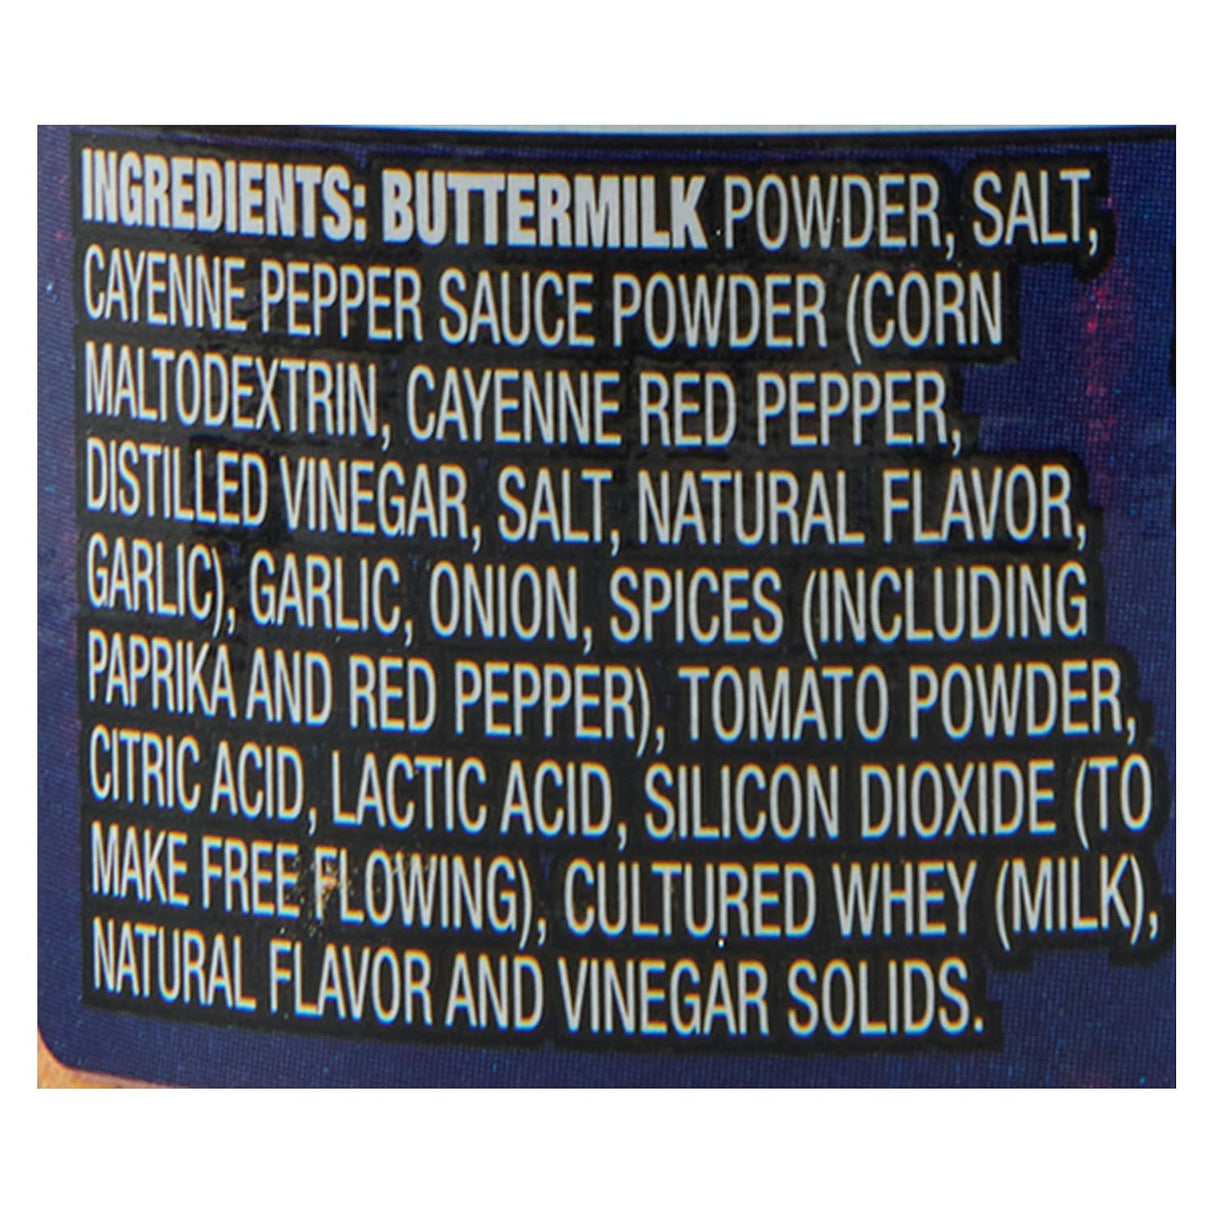 INGREDIENTS: BUTTERMILK POWDER, SALT,
CAYENNE PEPPER SAUCE POWDER (CORN
MALTODEXTRIN, CAYENNE RED PEPPER,
DISTILLED VINEGAR, SALT, NATURAL FLAVOR,
GARLIC), GARLIC, ONION, SPICES (INCLUDING
PAPRIKA AND RED PEPPER), TOMATO POWDER,
CITRIC ACID, LACTIC ACID, SILICON DIOXIDE (TO
MAKE FREE FLOWING), CULTURED WHEY (MILK),
NATURAL FLAVOR AND VINEGAR SOLIDS.